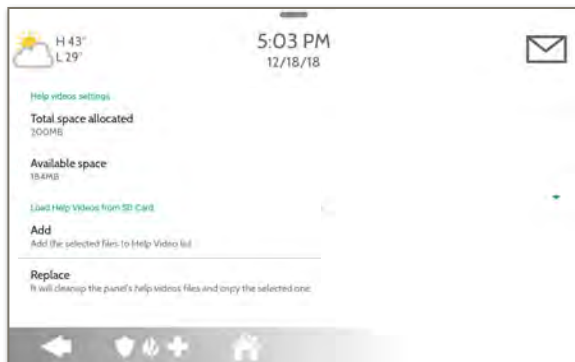 H 43°
L 29°
5:03 PM
12/18/18
Help videos settings
Total space allocated
200MB
Available space
184MB
Load Help Videos from SD Card
Add
Add the selected files to Help Video list
Replace
It will cleanup the panel's help videos files and copy the selected one